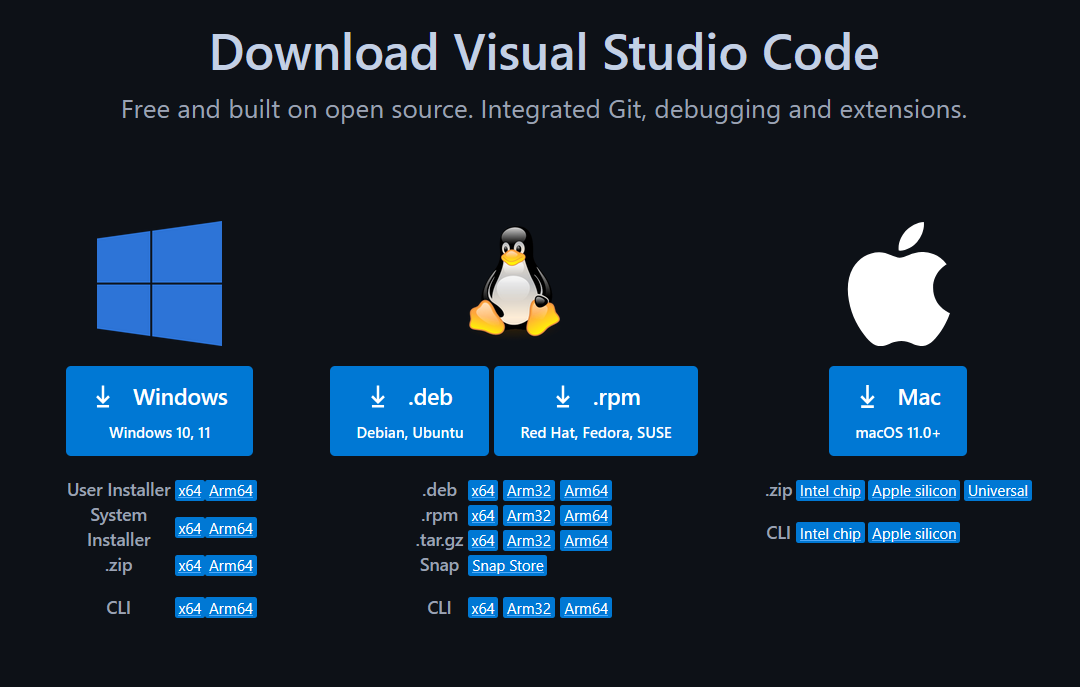 Download Visual Studio Code
Free and built on open source. Integrated Git, debugging and extensions.
Windows
Windows 10, 11
User Installer x64 Arm64
System
Installer x64 Arm64
.zip x64 Arm64
CLI x64 Arm64
.deb
Debian, Ubuntu
.rpm
Red Hat, Fedora, SUSE
.deb x64 Arm32 Arm64
.rpm x64 Arm32 Arm64
.tar.gz x64 Arm32 Arm64
Snap Snap Store
CLI x64 Arm32 Arm64
Mac
macOS 11.0+
.zip Intel chip Apple silicon Universal
CLI Intel chip Apple silicon